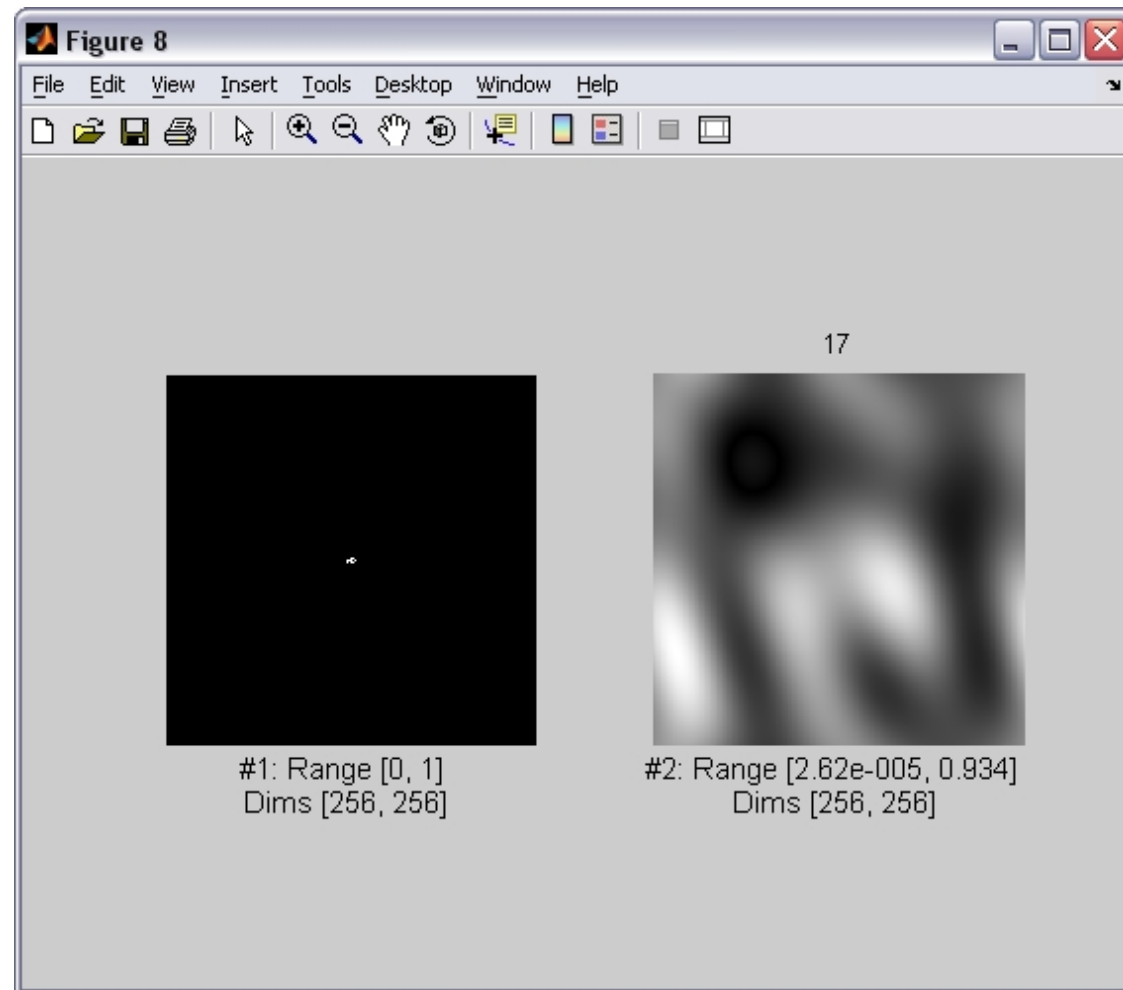 Figure 8
File Edit View Insert Tools Desktop Window Help
17
#1: Range [0, 1]
Dims [256, 256]
#2: Range [2.62e-005, 0.934]
Dims [256, 256]